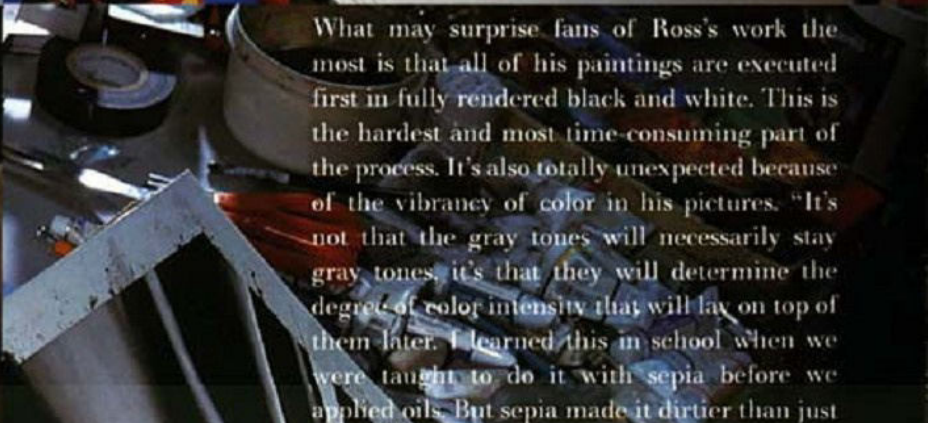 What may surprise fans of Ross's work the
most is that all of his paintings are executed
first in fully rendered black and white. This is
the hardest and most time-consuming part of
the process. It's also totally unexpected because
of the vibrancy of color in his pictures. "It's
not that the gray tones will necessarily stay
gray tones, it's that they will determine the
degree of color intensity that will lay on top of
them later. I learned this in school when we
were taught to do it with sepia before we
applied oils. But sepia made it dirtier than just